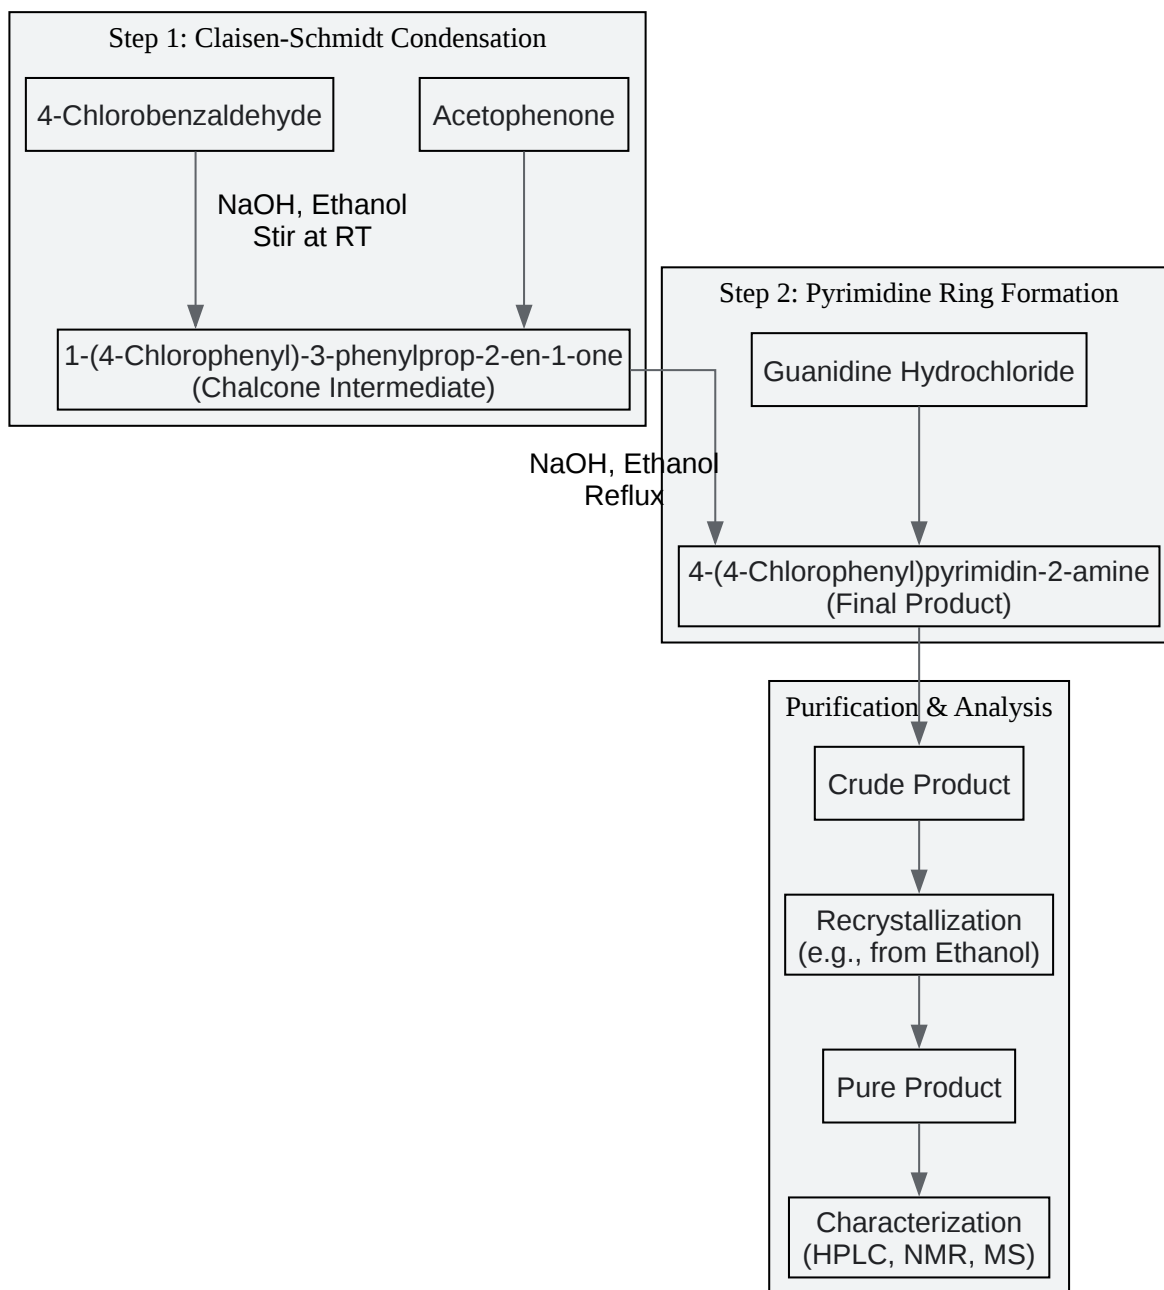 Step 1: Claisen-Schmidt Condensation
4-Chlorobenzaldehyde
Acetophenone
NaOH, Ethanol
Stir at RT
1-(4-Chlorophenyl)-3-phenylprop-2-en-1-one
(Chalcone Intermediate)
Step 2: Pyrimidine Ring Formation
Guanidine Hydrochloride
NaOH, Ethanol
Reflux
4-(4-Chlorophenyl)pyrimidin-2-amine
(Final Product)
Purification & Analysis
Crude Product
Recrystallization
(e.g., from Ethanol)
Pure Product
Characterization
(HPLC, NMR, MS)